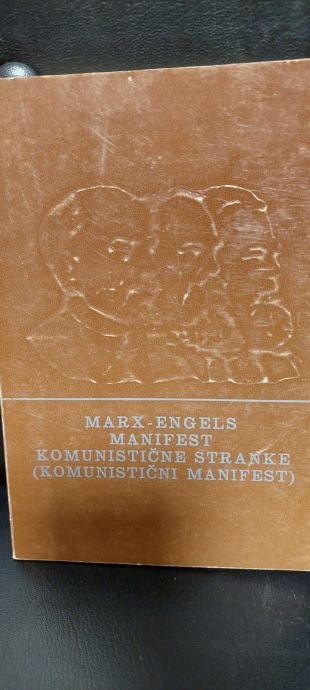 MARX-ENGELS
MANIFEST
KOMUNISTIČNE STRANKE
(KOMUNISTIČNI MANIFEST)